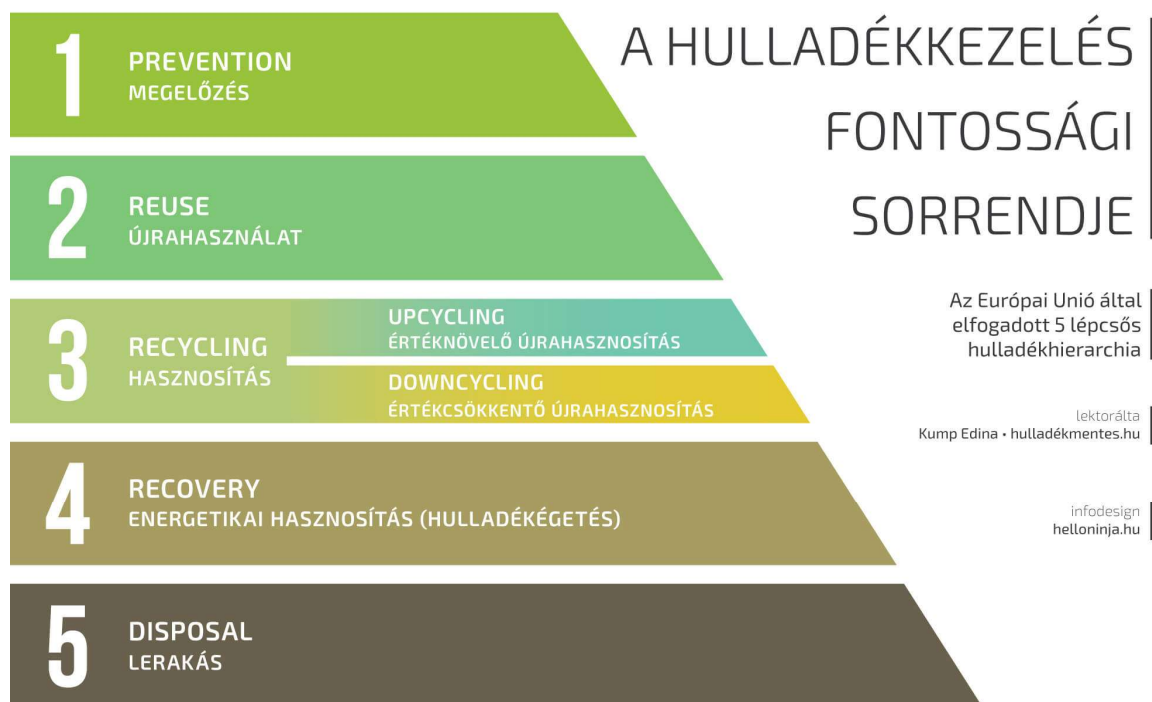 A HULLADÉKKEZELÉS
FONTOSSÁGI
SORRENDJE
Az Európai Unió által
elfogadott 5 lépcsős
hulladékhierarchia
lektorálta
Kump Edina • hulladékmentes.hu
infodesign
helloninja.hu
1
PREVENTION
MEGELŐZÉS
2
REUSE
ÚJRAHASZNÁLAT
3
RECYCLING
HASZNOSÍTÁS
UPCYCLING
ÉRTÉKNÖVELŐ ÚJRAHASZNOSÍTÁS
DOWNCYCLING
ÉRTÉKCSÖKKENTŐ ÚJRAHASZNOSÍTÁS
4
RECOVERY
ENERGETIKAI HASZNOSÍTÁS (HULLADÉKÉGETÉS)
5
DISPOSAL
LERAKÁS